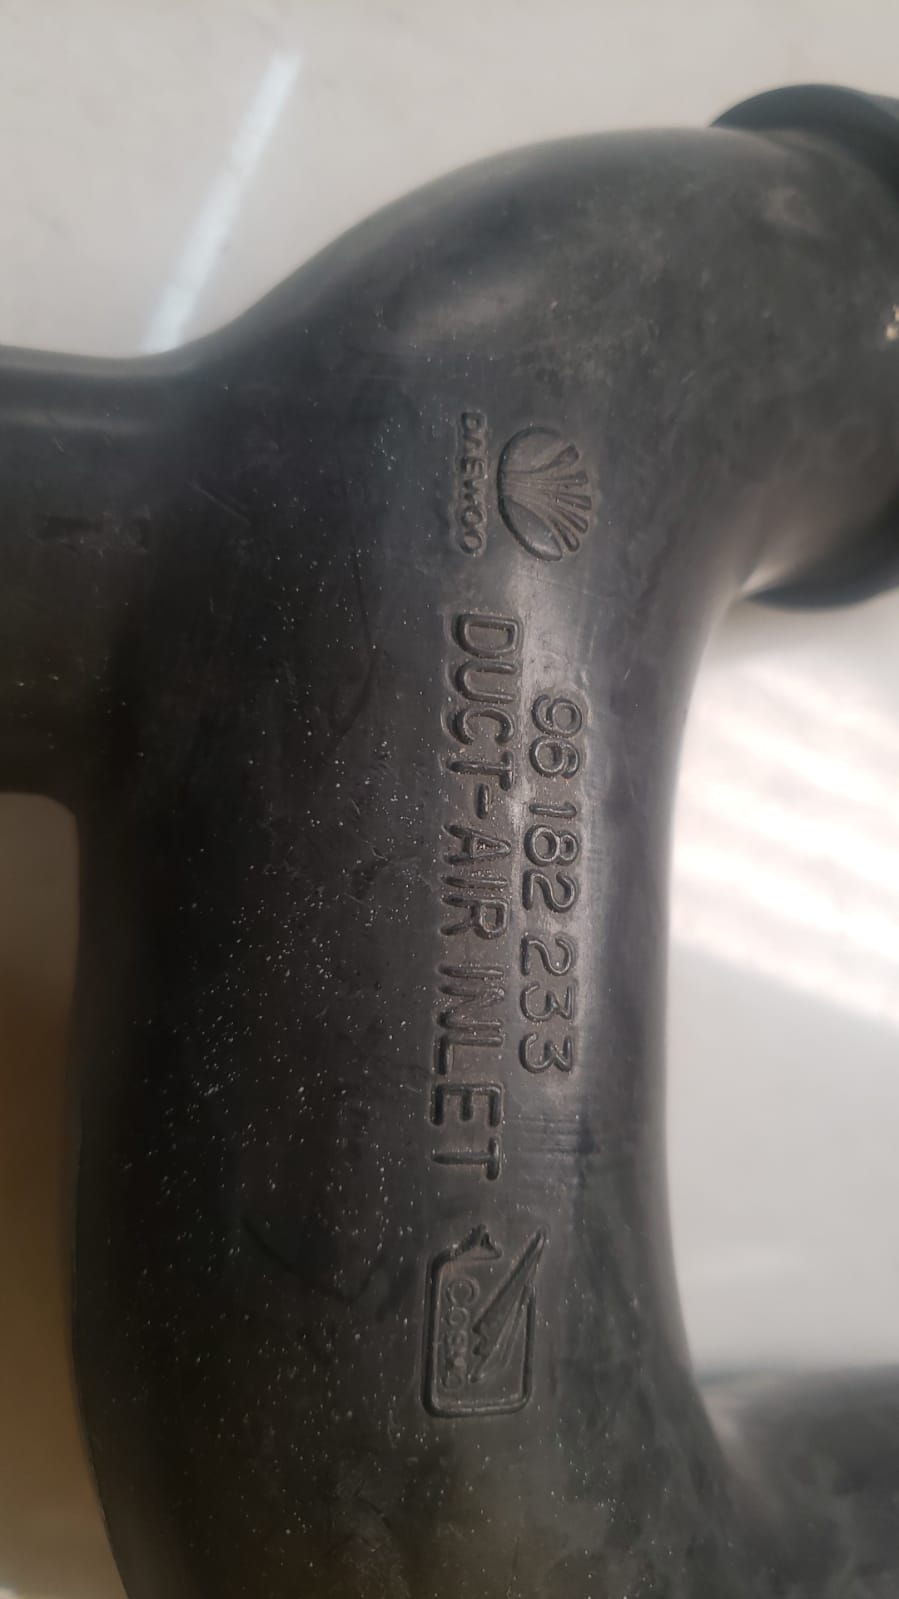 DAEWOO
96 182 233
DUCT-AIR INLET